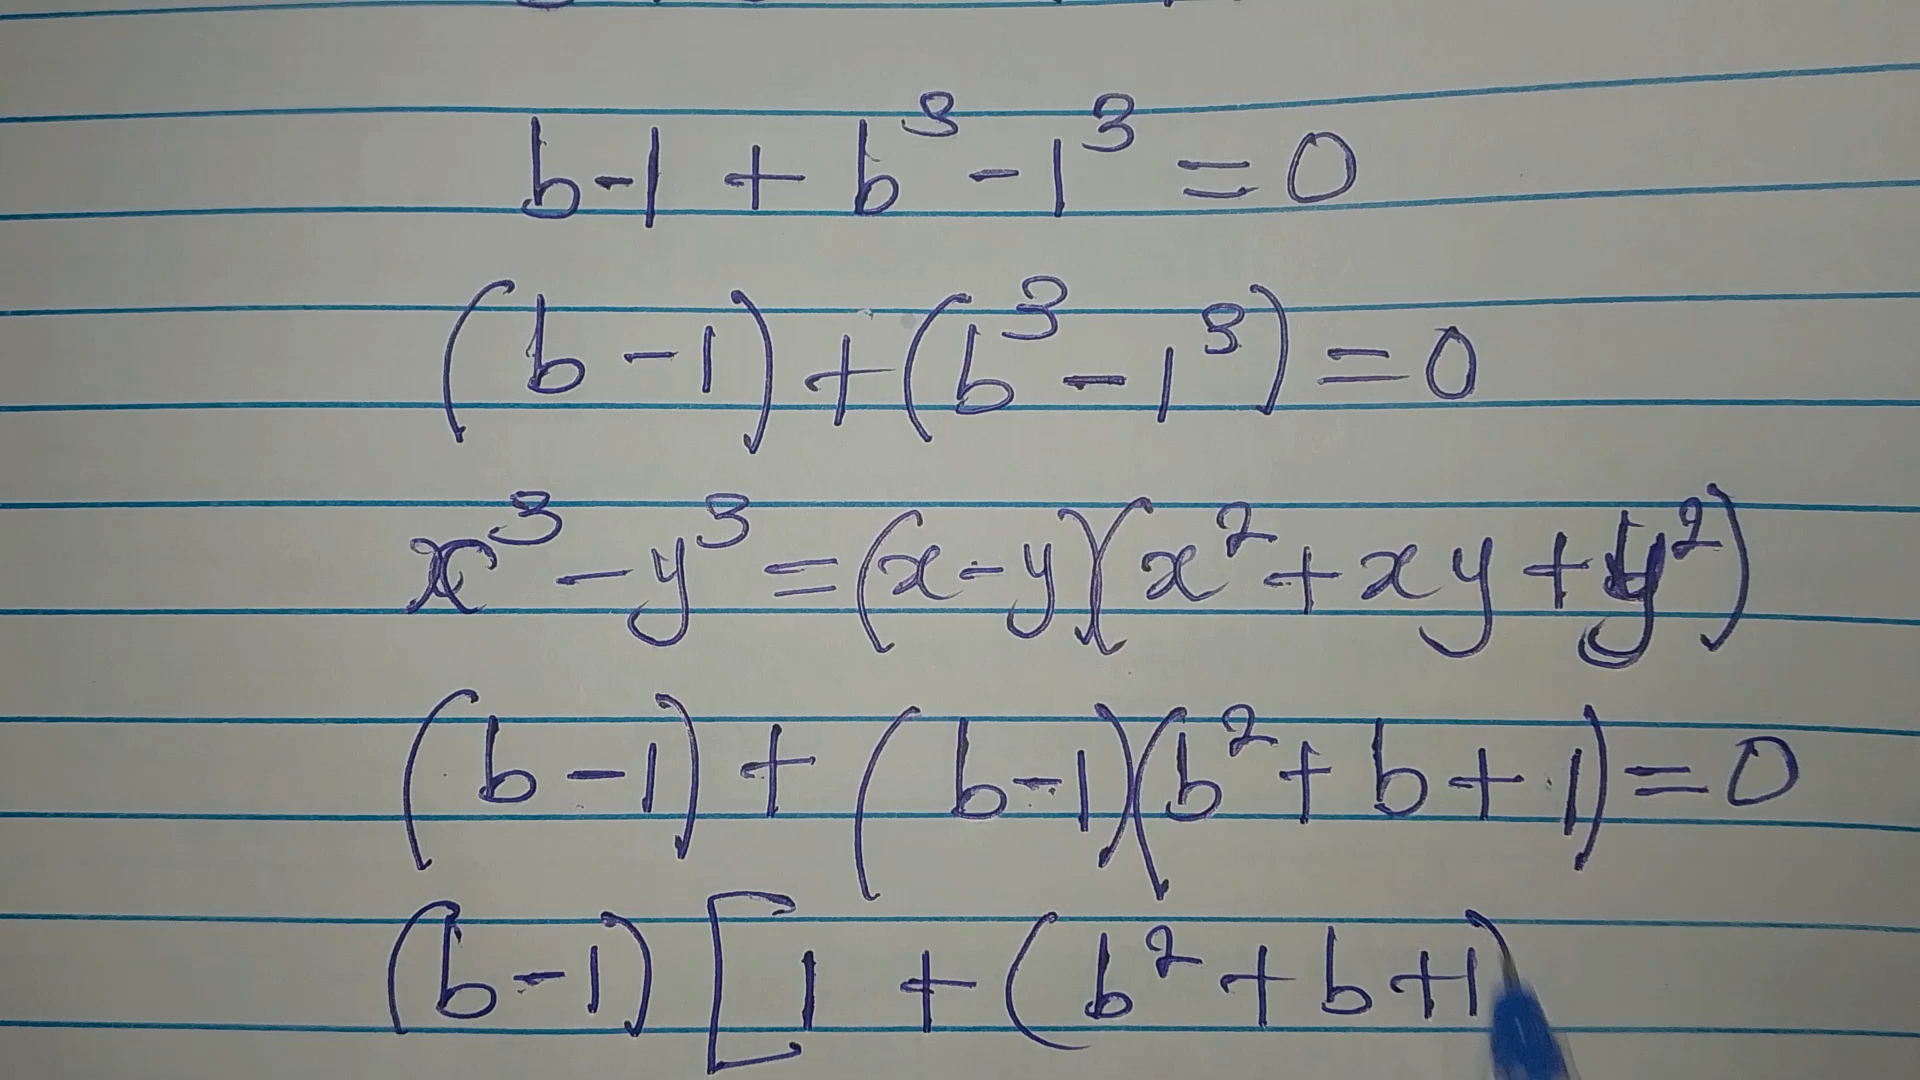 b-1 + b³ - 1³ = 0
(b - 1) + (b³ - 1³) = 0
x³ - y³ = (x-y)(x² + xy + y²)
(b - 1) + (b-1)(b² + b + 1) = 0
(b - 1) [1 + (b² + b +1)